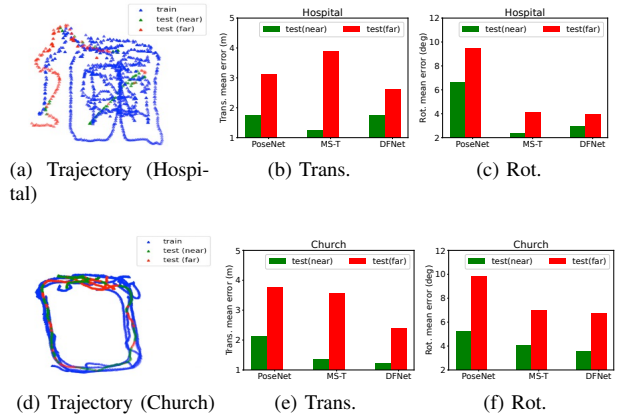 train
test (near)
test (far)
(a) Trajectory (Hospi-
tal)
Hospital
test(near) test(far)
Trans. mean error (m)
5
4
3
2
1
PoseNet MS-T DFNet
(b) Trans.
Hospital
test(near) test(far)
Rot. mean error (deg)
12
10
8
6
4
2
PoseNet MS-T DFNet
(c) Rot.
train
test (near)
test (far)
(d) Trajectory (Church)
Church
test(near) test(far)
Trans. mean error (m)
5
4
3
2
1
PoseNet MS-T DFNet
(e) Trans.
Church
test(near) test(far)
Rot. mean error (deg)
12
10
8
6
4
2
PoseNet MS-T DFNet
(f) Rot.